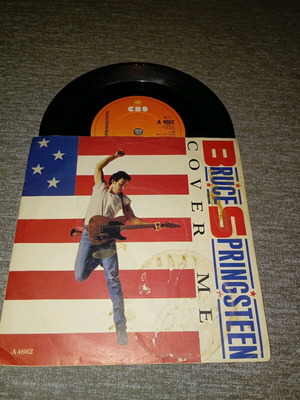 CBS
A 4662
BRUCE SPRINGSTEEN
COVER ME
A 4662